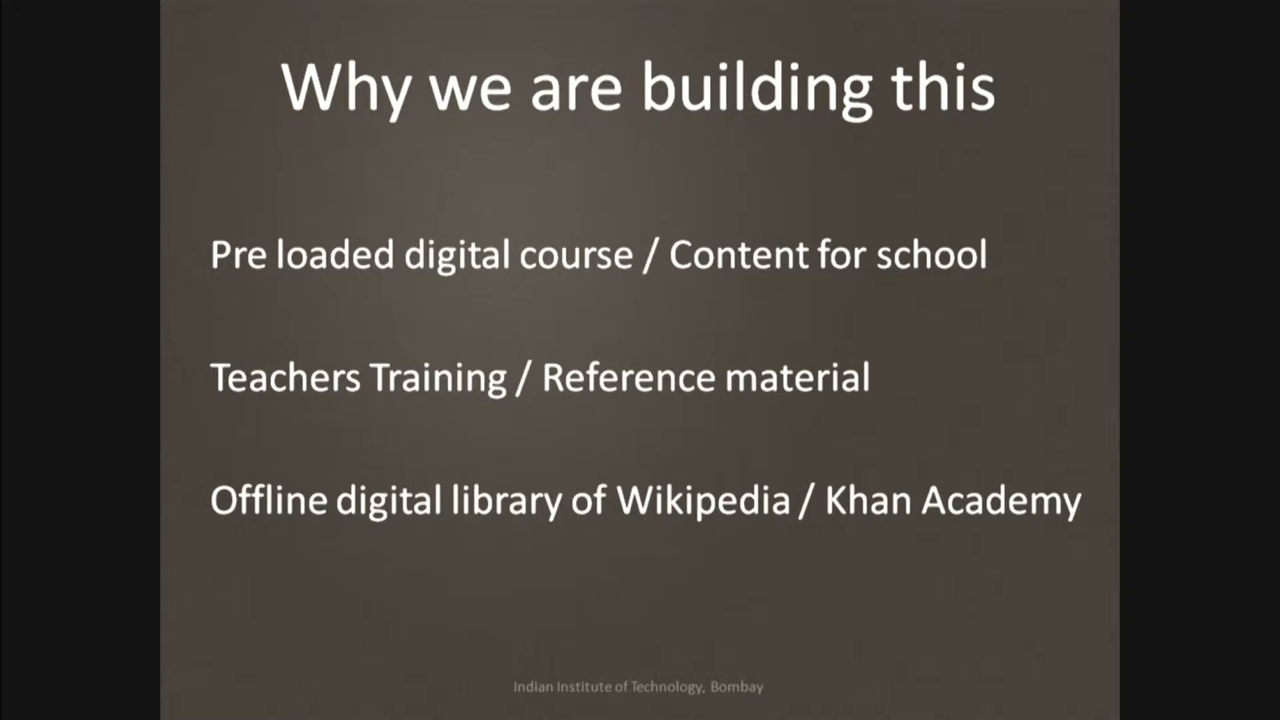 Why we are building this
Pre loaded digital course / Content for school
Teachers Training / Reference material
Offline digital library of Wikipedia / Khan Academy
Indian Institute of Technology, Bombay